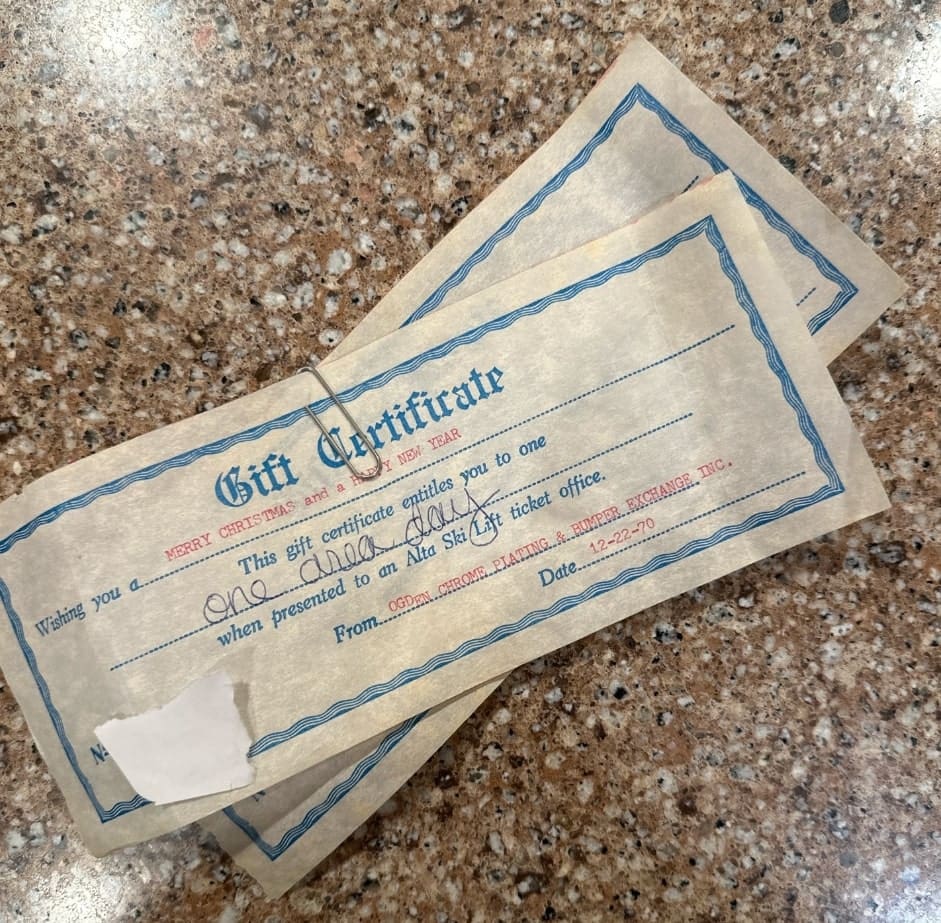 Gift Certificate
Wishing you a MERRY CHRISTMAS and a HAPPY NEW YEAR
This gift certificate entitles you to one
one area day
when presented to an Alta Ski Lift ticket office.
From OGDEN CHROME PLATING & BUMPER EXCHANGE INC.
Date 12-22-70